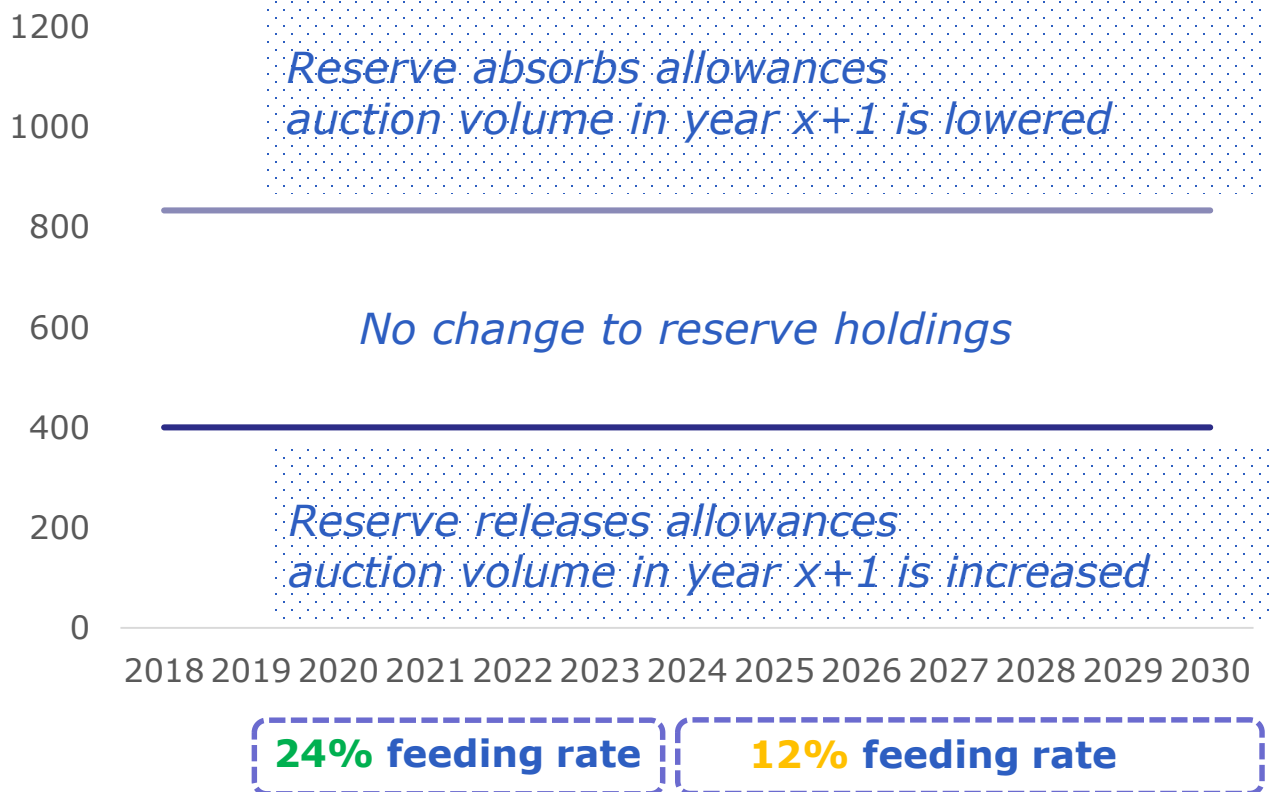 1200
Reserve absorbs allowances
1000
auction volume in year x+1 is lowered
800
600
No change to reserve holdings
400
200
Reserve releases allowances
auction volume in year x+1 is increased
0
2018 2019 2020 2021 2022 2023 2024 2025 2026 2027 2028 2029 2030
24% feeding rate 12% feeding rate